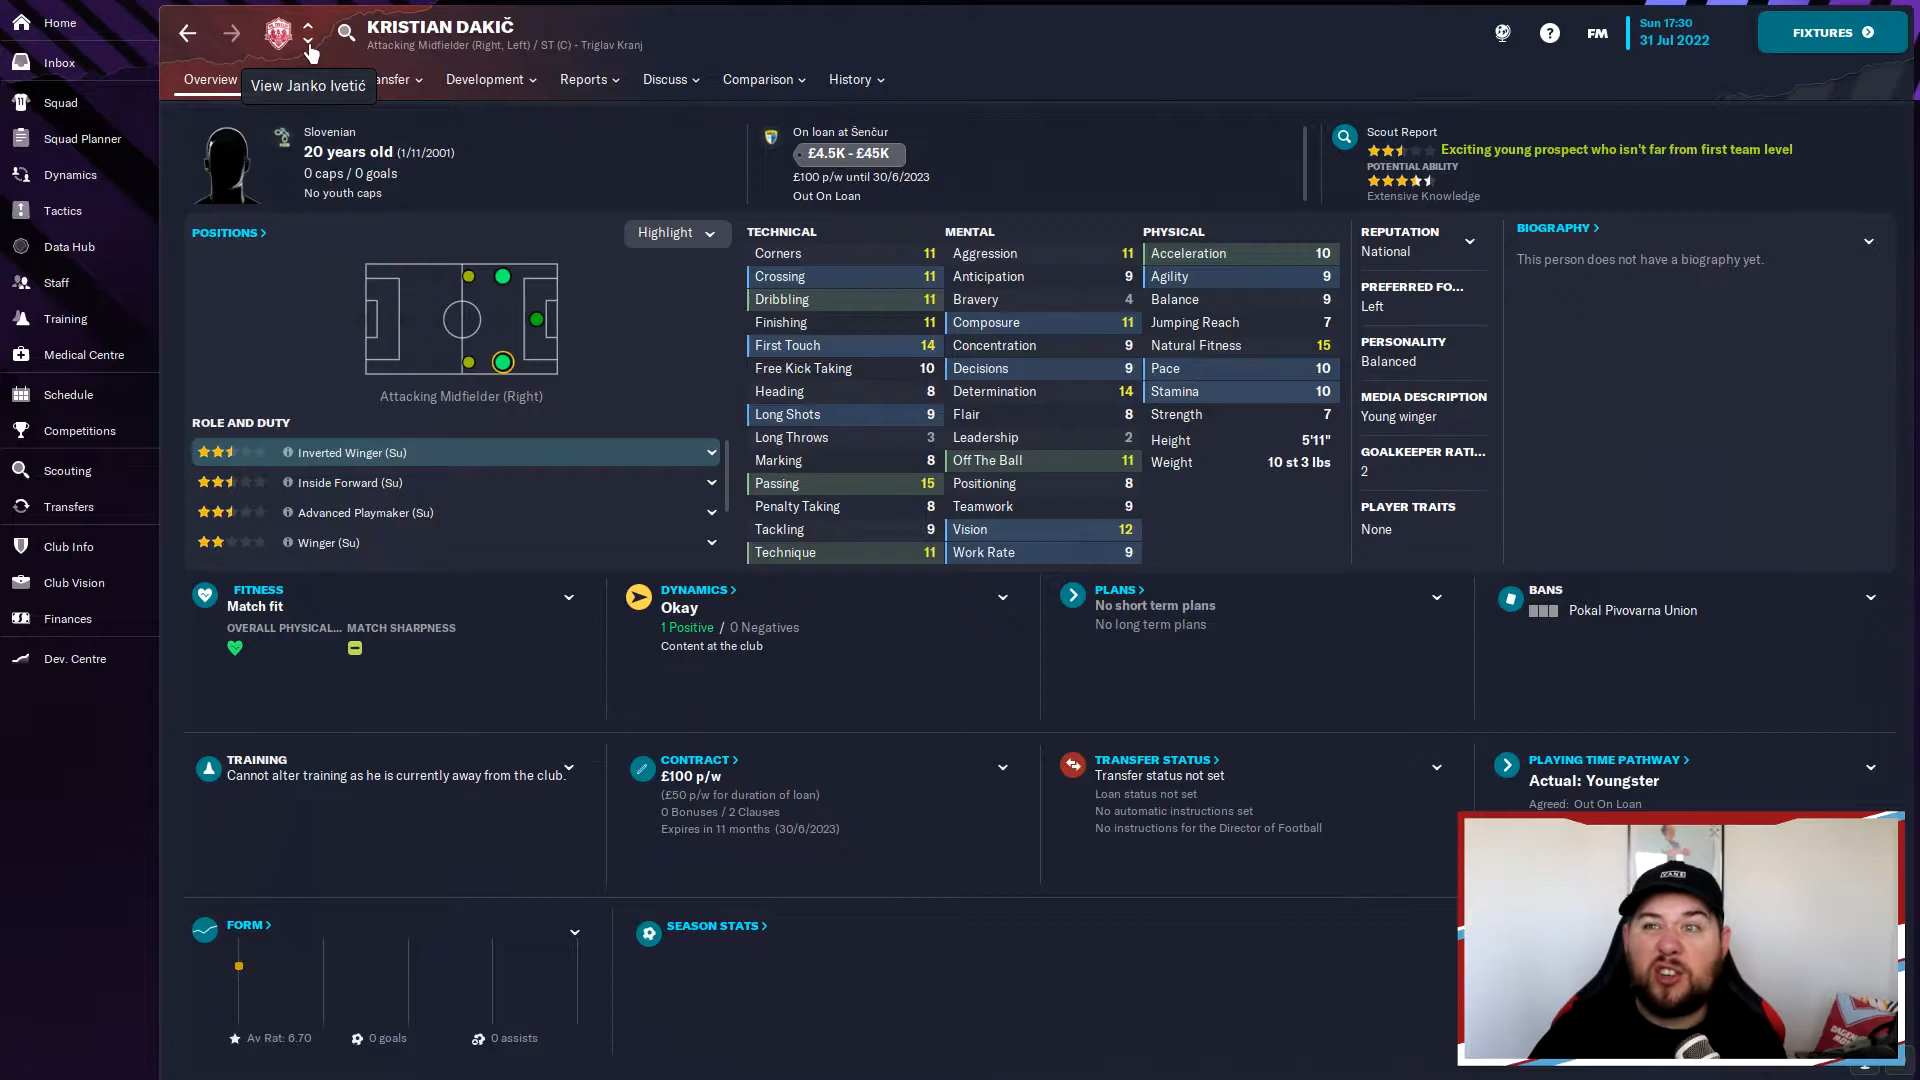 Home
Inbox
Squad
Squad Planner
Dynamics
Tactics
Data Hub
Staff
Training
Medical Centre
Schedule
Competitions
Scouting
Transfers
Club Info
Club Vision
Finances
Dev. Centre
KRISTIAN DAKIČ
Attacking Midfielder (Right, Left) / ST (C) - Triglav Kranj
FM
Sun 17:30
31 Jul 2022
FIXTURES
Overview
View Janko Ivetić
ansfer
Development
Reports
Discuss
Comparison
History
Slovenian
20 years old (1/11/2001)
0 caps / 0 goals
No youth caps
On loan at Šenčur
£4.5K - £45K
£100 p/w until 30/6/2023
Out On Loan
Scout Report
Exciting young prospect who isn't far from first team level
POTENTIAL ABILITY
Extensive Knowledge
POSITIONS >
Highlight
Attacking Midfielder (Right)
ROLE AND DUTY
Inverted Winger (Su)
Inside Forward (Su)
Advanced Playmaker (Su)
Winger (Su)
TECHNICAL
Corners 11
Crossing 11
Dribbling 11
Finishing 11
First Touch 14
Free Kick Taking 10
Heading 8
Long Shots 9
Long Throws 3
Marking 8
Passing 15
Penalty Taking 8
Tackling 9
Technique 11
MENTAL
Aggression 11
Anticipation 9
Bravery 4
Composure 11
Concentration 9
Decisions 9
Determination 14
Flair 8
Leadership 2
Off The Ball 11
Positioning 8
Teamwork 9
Vision 12
Work Rate 9
PHYSICAL
Acceleration 10
Agility 9
Balance 9
Jumping Reach 7
Natural Fitness 15
Pace 10
Stamina 10
Strength 7
Height 5'11"
Weight 10 st 3 lbs
REPUTATION
National
PREFERRED FO...
Left
PERSONALITY
Balanced
MEDIA DESCRIPTION
Young winger
GOALKEEPER RATI...
2
PLAYER TRAITS
None
BIOGRAPHY >
This person does not have a biography yet.
FITNESS
Match fit
OVERALL PHYSICAL... MATCH SHARPNESS
DYNAMICS >
Okay
1 Positive / 0 Negatives
Content at the club
PLANS >
No short term plans
No long term plans
BANS
Pokal Pivovarna Union
TRAINING
Cannot alter training as he is currently away from the club.
CONTRACT >
£100 p/w
(£50 p/w for duration of loan)
0 Bonuses / 2 Clauses
Expires in 11 months (30/6/2023)
TRANSFER STATUS >
Transfer status not set
Loan status not set
No automatic instructions set
No instructions for the Director of Football
PLAYING TIME PATHWAY >
Actual: Youngster
Agreed: Out On Loan
FORM >
Av Rat: 6.70
0 goals
0 assists
SEASON STATS >
VANS